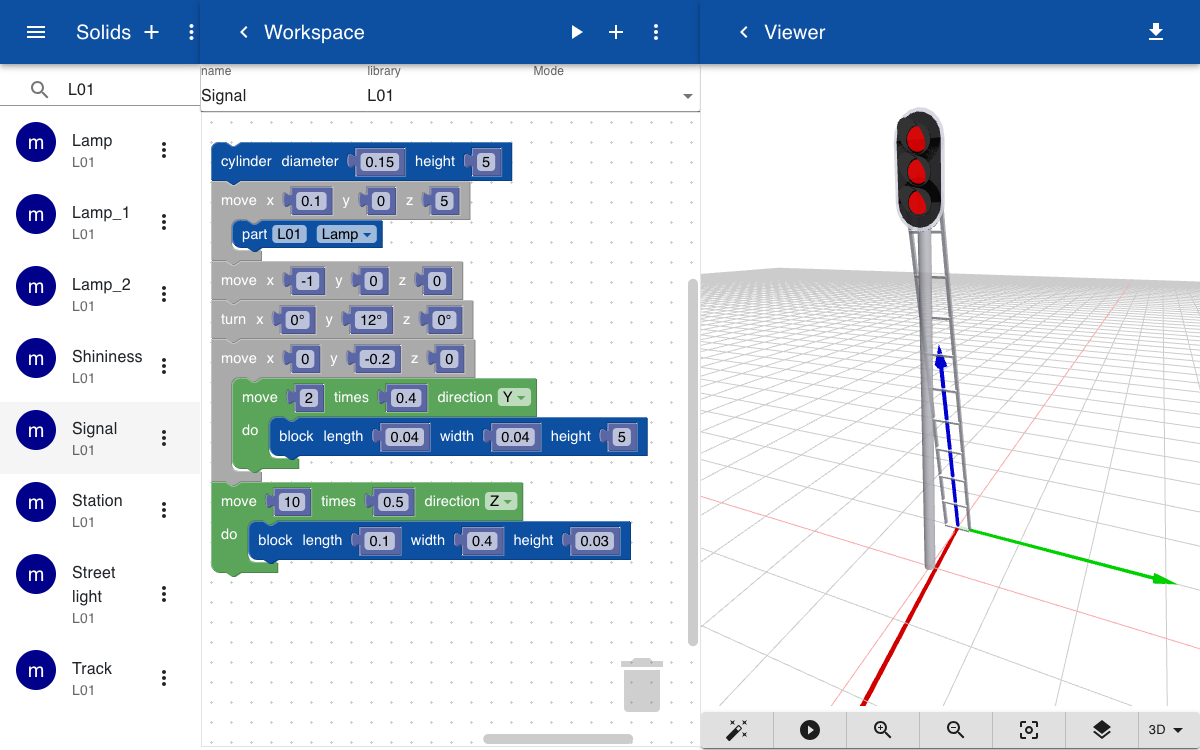 Solids
Workspace
Viewer
L01
m Lamp
L01
m Lamp_1
L01
m Lamp_2
L01
m Shininess
L01
m Signal
L01
m Station
L01
m Street
light
L01
m Track
L01
name library Mode
Signal L01
cylinder diameter 0.15 height 5
move x 0.1 y 0 z 5
part L01 Lamp
move x -1 y 0 z 0
turn x 0° y 12° z 0°
move x 0 y -0.2 z 0
move 2 times 0.4 direction Y
do block length 0.04 width 0.04 height 5
move 10 times 0.5 direction Z
do block length 0.1 width 0.4 height 0.03
3D